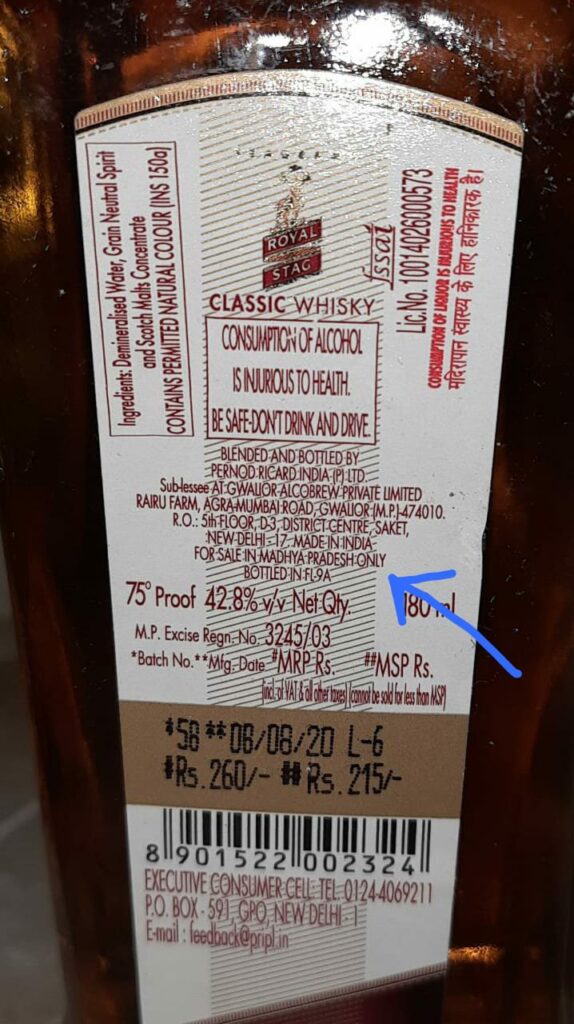 Ingredients: Demineralised Water, Grain Neutral Spirit
and Scotch Malts Concentrate
CONTAINS PERMITTED NATURAL COLOUR (INS 150a)
ROYAL
STAG
CLASSIC WHISKY
CONSUMPTION OF ALCOHOL
IS INJURIOUS TO HEALTH.
BE SAFE-DON'T DRINK AND DRIVE.
fssai
Lic.No. 10014026000573
CONSUMPTION OF LIQUOR IS INJURIOUS TO HEALTH
मदिरापान स्वास्थ्य के लिए हानिकारक है।
BLENDED AND BOTTLED BY
PERNOD RICARD INDIA (P) LTD.
Sub-lessee AT GWALIOR ALCOBREW PRIVATE LIMITED
RAIRU FARM, AGRA-MUMBAI ROAD, GWALIOR (M.P.)-474010.
R.O.: 5th FLOOR, D-3, DISTRICT CENTRE, SAKET,
NEW DELHI - 17. MADE IN INDIA
FOR SALE IN MADHYA PRADESH ONLY
BOTTLED IN FL-9A
75° Proof 42.8% v/v Net Qty. 180 ml
M.P. Excise Regn. No. 3245/03
*Batch No. **Mfg. Date #MRP Rs. ##MSP Rs.
(incl. of VAT & all other taxes) (cannot be sold for less than MSP)
*58 **08/08/20 L-6
#Rs.260/- ##Rs.215/-
8 901522 002324
EXECUTIVE CONSUMER CELL: TEL. 0124-4069211
P.O. BOX - 591, GPO, NEW DELHI - 1
E-mail : feedback@pripl.in